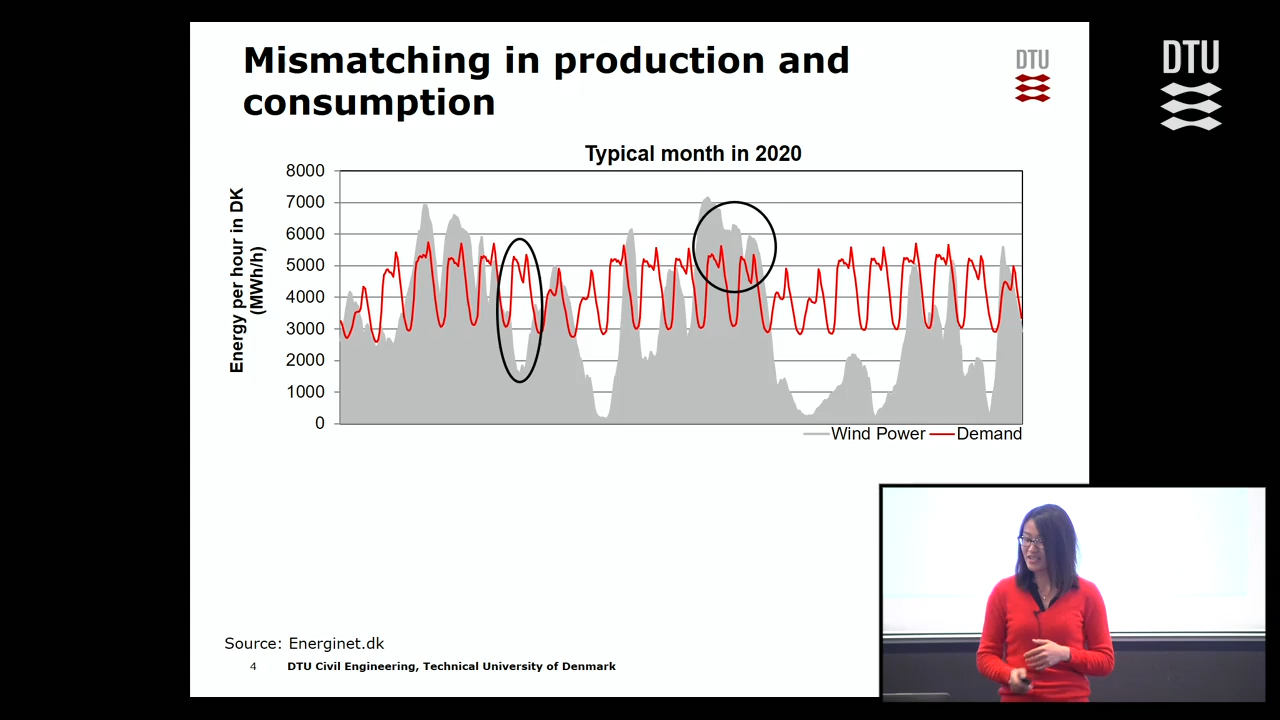 Mismatching in production and
consumption
DTU
DTU
Typical month in 2020
Energy per hour in DK
(MWh/h)
8000
7000
6000
5000
4000
3000
2000
1000
0
Wind Power
Demand
Source: Energinet.dk
4 DTU Civil Engineering, Technical University of Denmark